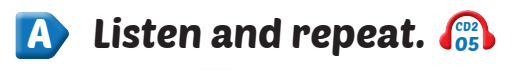 A Listen and repeat. CD2
05